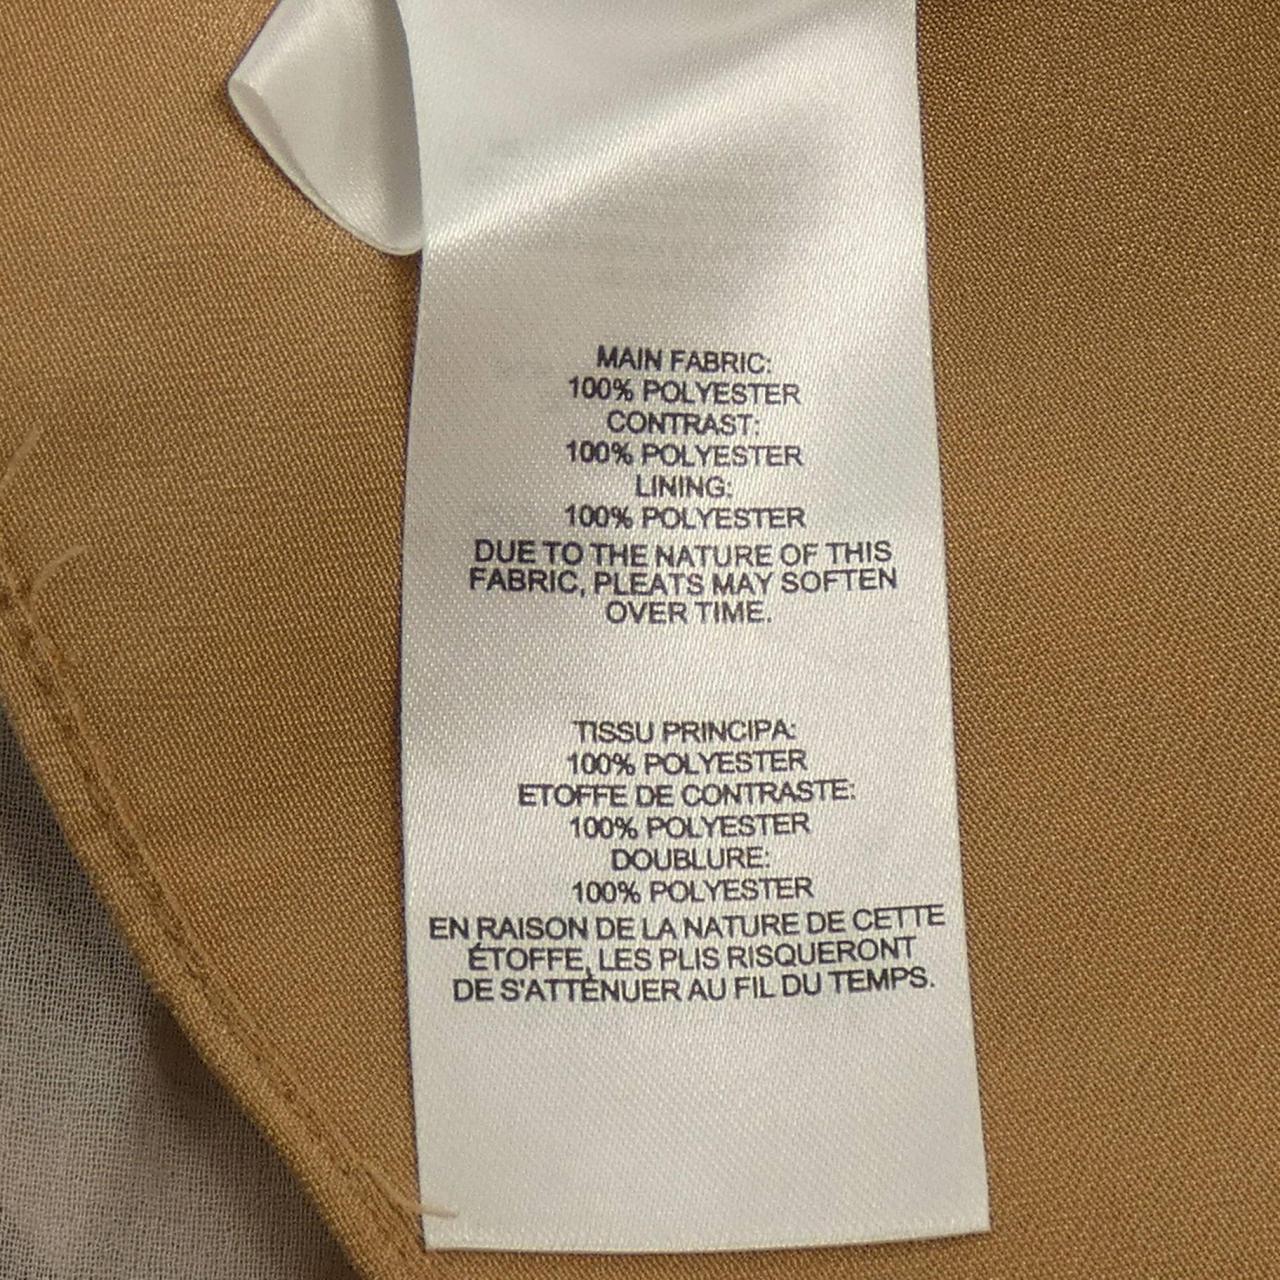 MAIN FABRIC:
100% POLYESTER
CONTRAST:
100% POLYESTER
LINING:
100% POLYESTER
DUE TO THE NATURE OF THIS
FABRIC, PLEATS MAY SOFTEN
OVER TIME.
TISSU PRINCIPA:
100% POLYESTER
ETOFFE DE CONTRASTE:
100% POLYESTER
DOUBLURE:
100% POLYESTER
EN RAISON DE LA NATURE DE CETTE
ÉTOFFE, LES PLIS RISQUERONT
DE S'ATTÉNUER AU FIL DU TEMPS.